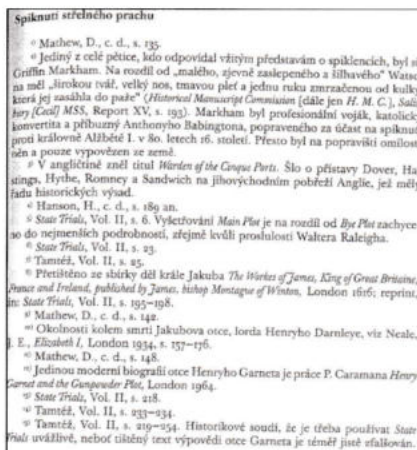 Spiknutí střelného prachu
Mathew, D., c. d., s. 135.
Jediný z celé pětice, kdo odpovídal vžitým představám o spiklencích, byl si
Griffin Markham. Na rozdíl od „malého, zjevně zaslepeného a šilhavého“ Watso
na měl „širokou tvář, velký nos, tmavou pleť a jednu ruku zmrzačenou od kulky
která jej zasáhla do paže“ (Historical Manuscript Commission [dále jen H. M. C.], Salis
bury [Cecil] MSS, Report XV, s. 193). Markham byl profesionální voják, katolický
konvertita a příbuzný Anthonyho Babingtona, popraveného za účast na spiknu
proti královně Alžbětě I. v 80. letech 16. století. Přesto byl na popravišti omilost
něn a pouze vypovězen ze země.
V angličtině zněl titul Warden of the Cinque Ports. Šlo o přístavy Dover, Ha
stings, Hythe, Romney a Sandwich na jihovýchodním pobřeží Anglie, jež měly
řadu historických výsad.
Hanson, H., c. d., s. 189 an.
State Trials, Vol. II, s. 6. Vyšetřování Main Plot je na rozdíl od Bye Plot zachyce
no do nejmenších podrobností, zřejmě kvůli proslulosti Waltera Raleigha.
State Trials, Vol. II, s. 23.
Tamtéž, Vol. II, s. 25.
Přetištěno ze sbírky děl krále Jakuba The Workes of James, King of Great Britaine,
France and Ireland, published by James, bishop Montague of Winton, London 1616; reprint
in: State Trials, Vol. II, s. 195–198.
Mathew, D., c. d., s. 142.
Okolnosti kolem smrti Jakubova otce, lorda Henryho Darnleye, viz Neale,
J. E., Elizabeth I, London 1934, s. 157–176.
Mathew, D., c. d., s. 148.
Jedinou moderní biografií otce Henryho Garneta je práce P. Caramana Henry
Garnet and the Gunpowder Plot, London 1964.
State Trials, Vol. II, s. 218.
Tamtéž, Vol. II, s. 233–234.
Tamtéž, Vol. II, s. 219–254. Historikové soudí, že je třeba používat State
Trials uvážlivě, neboť tištěný text výpovědi otce Garneta je téměř jistě zfalšován.